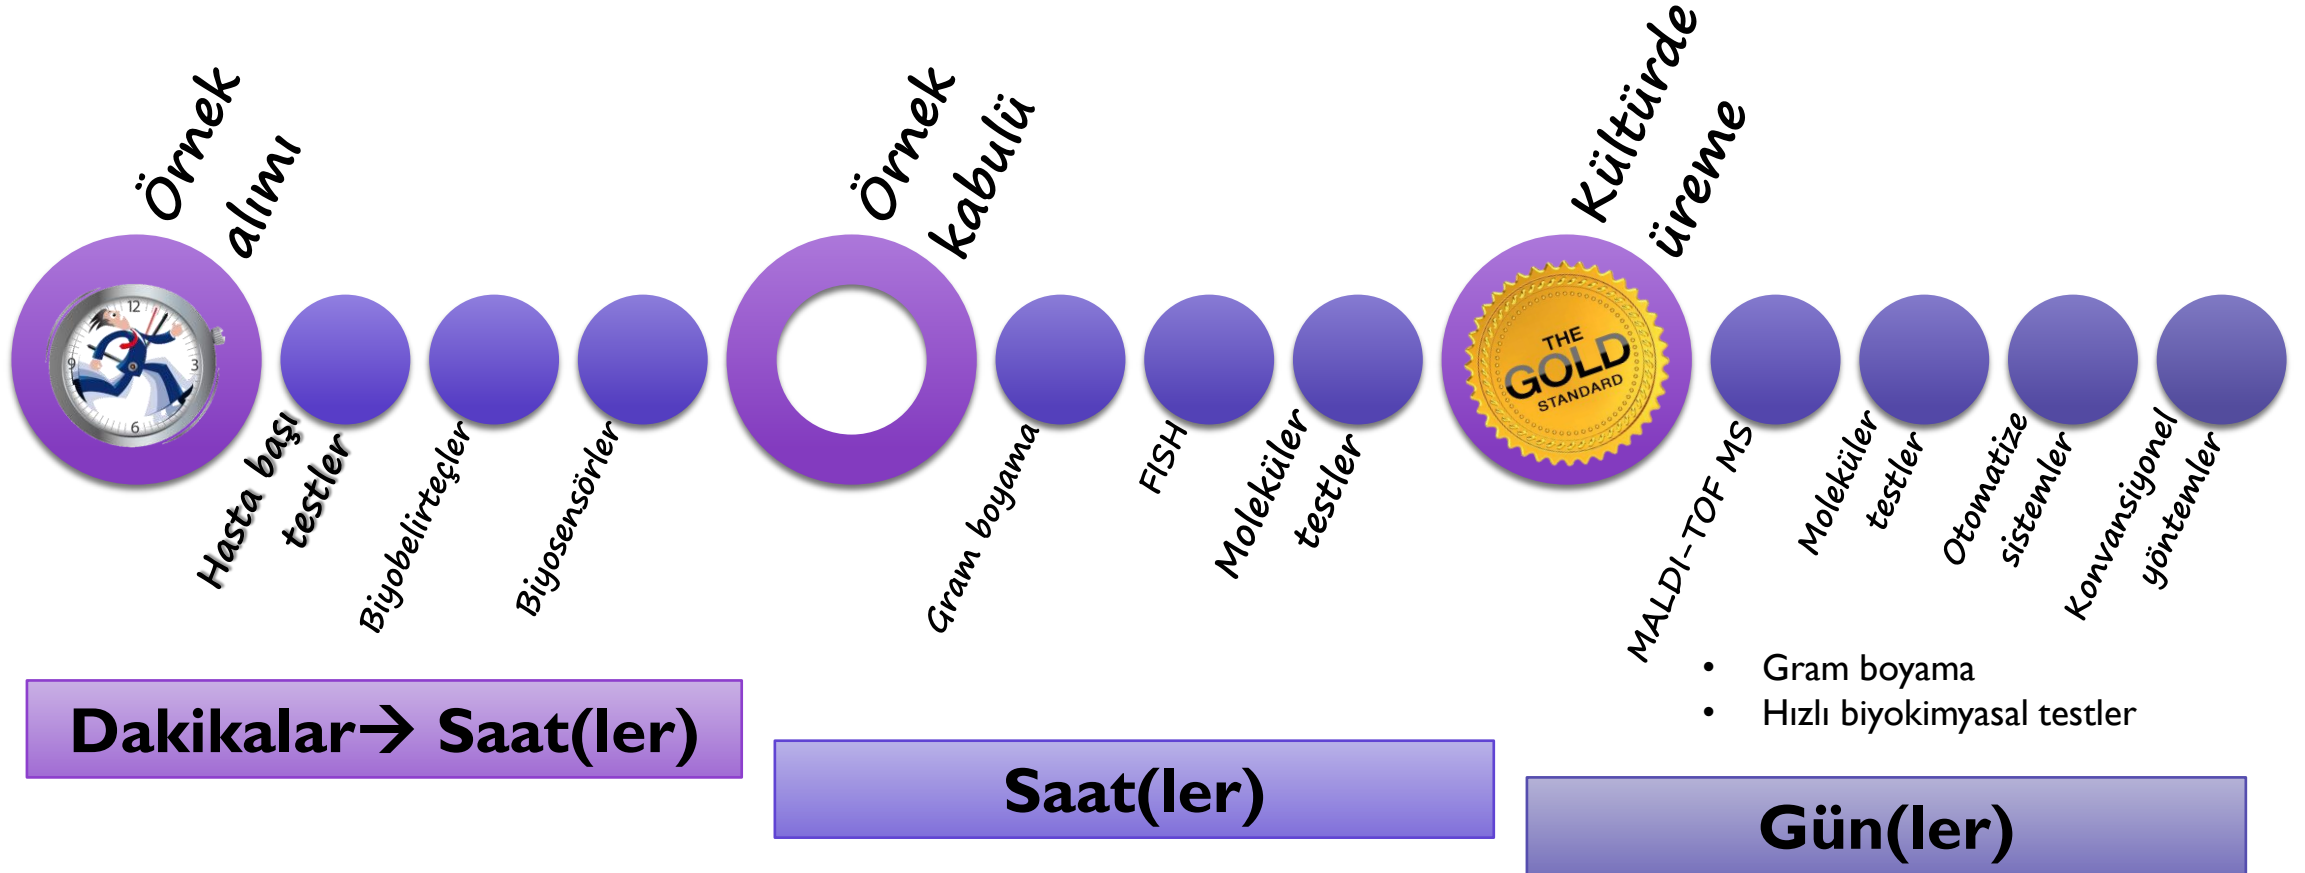 Örnek
alımı
12
3
6
9
Hasta başı
testler
Biyobelirteçler
Biyosensörler
Örnek
kabulü
Gram boyama
FISH
Moleküler
testler
Kültürde
üreme
THE
GOLD
STANDARD
MALDI-TOF MS
Moleküler
testler
Otomatize
sistemler
Konvansiyonel
yöntemler
• Gram boyama
• Hızlı biyokimyasal testler
Dakikalar→ Saat(ler)
Saat(ler)
Gün(ler)